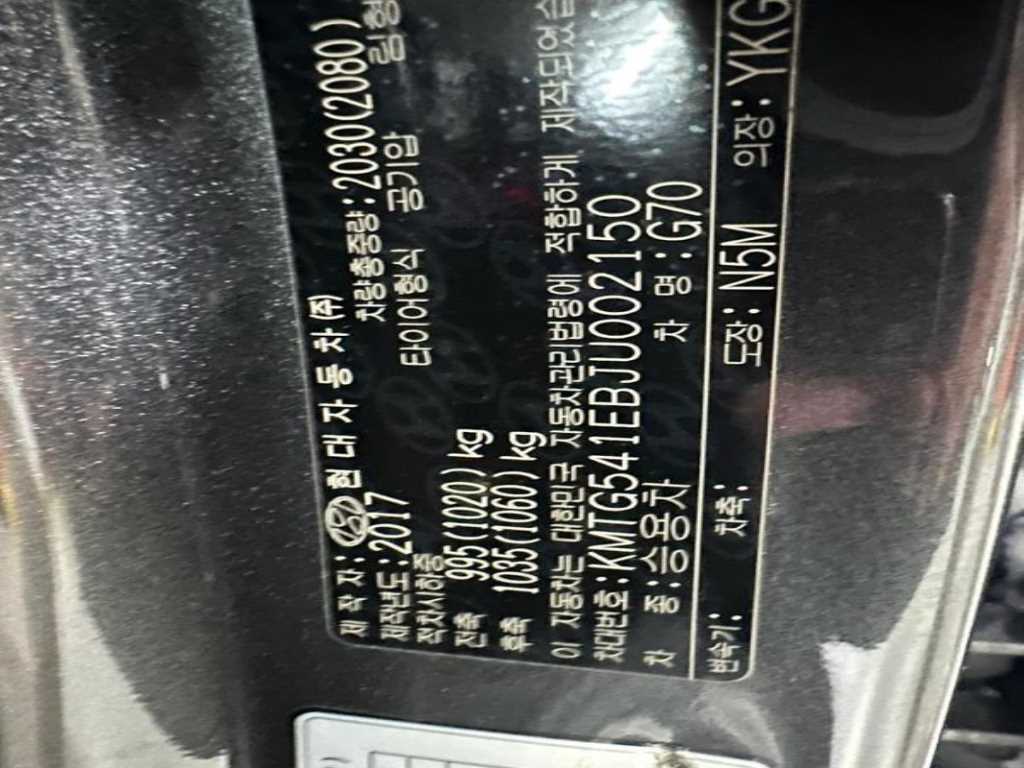 제 작 자 : 현 대 자 동 차 (주)
제작년도:2017 차량총중량:2030(2080)
적차시하중 타이어형식 공기압 림형
전축 995(1020) kg
후축 1035(1060) kg
이 자동차는 대한민국 자동차관리법령에 적합하게 제작되었습
차대번호:KMTG541EBJU002150
차 종:승용차 차 명:G70
변속기: 차축: 도장:N5M 의장:YKG